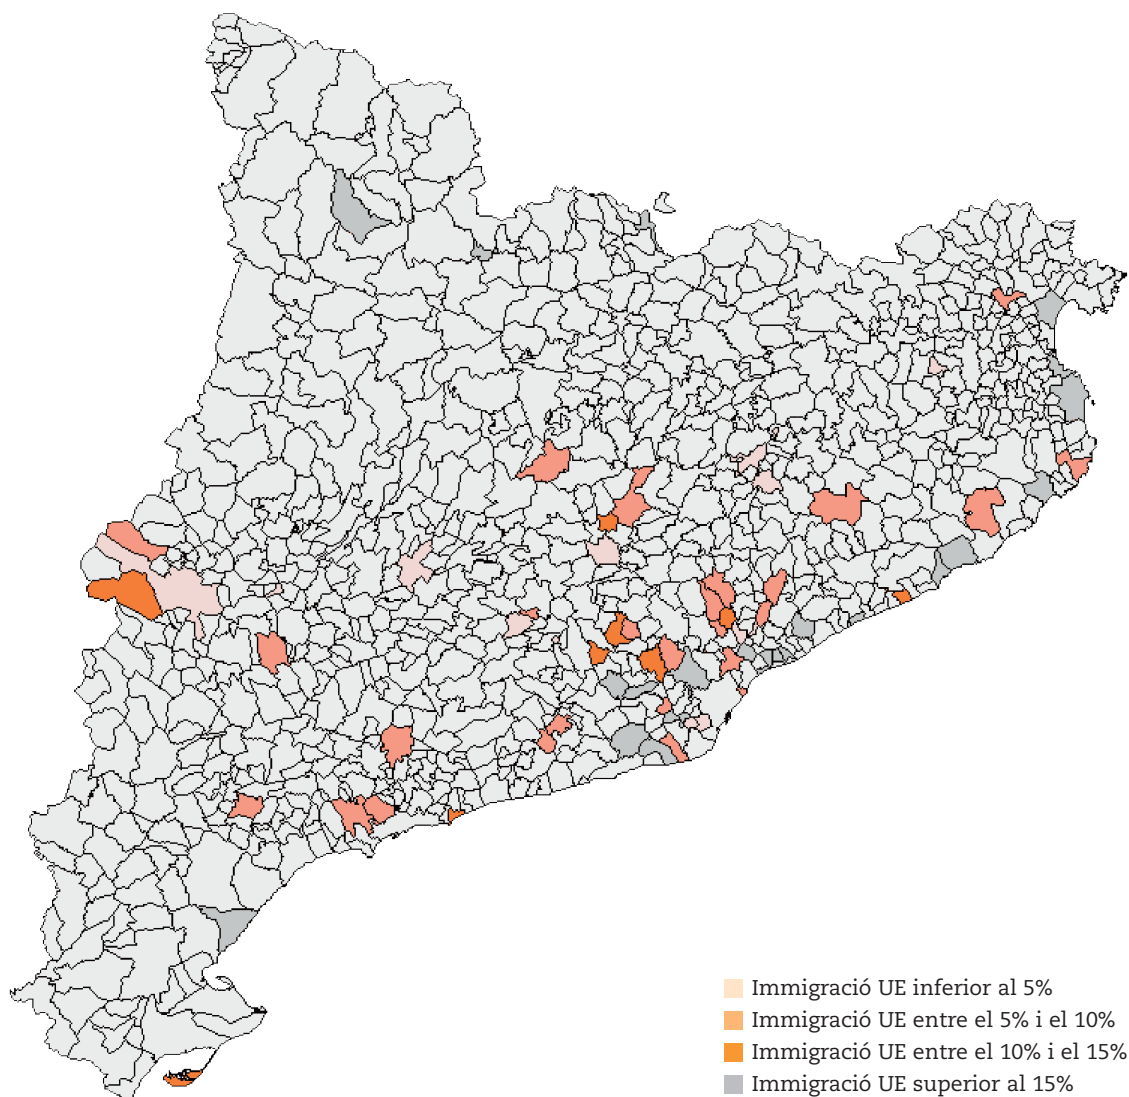 Immigració UE inferior al 5%
Immigració UE entre el 5% i el 10%
Immigració UE entre el 10% i el 15%
Immigració UE superior al 15%